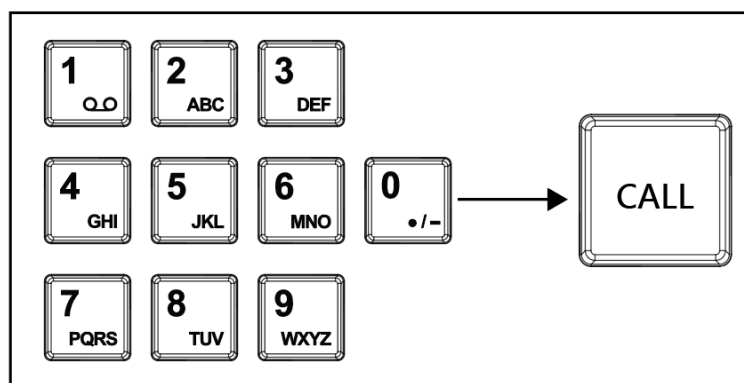 1 2 3
ABC DEF
4 5 6 0
GHI JKL MNO •/–
CALL
7 8 9
PQRS TUV WXYZ